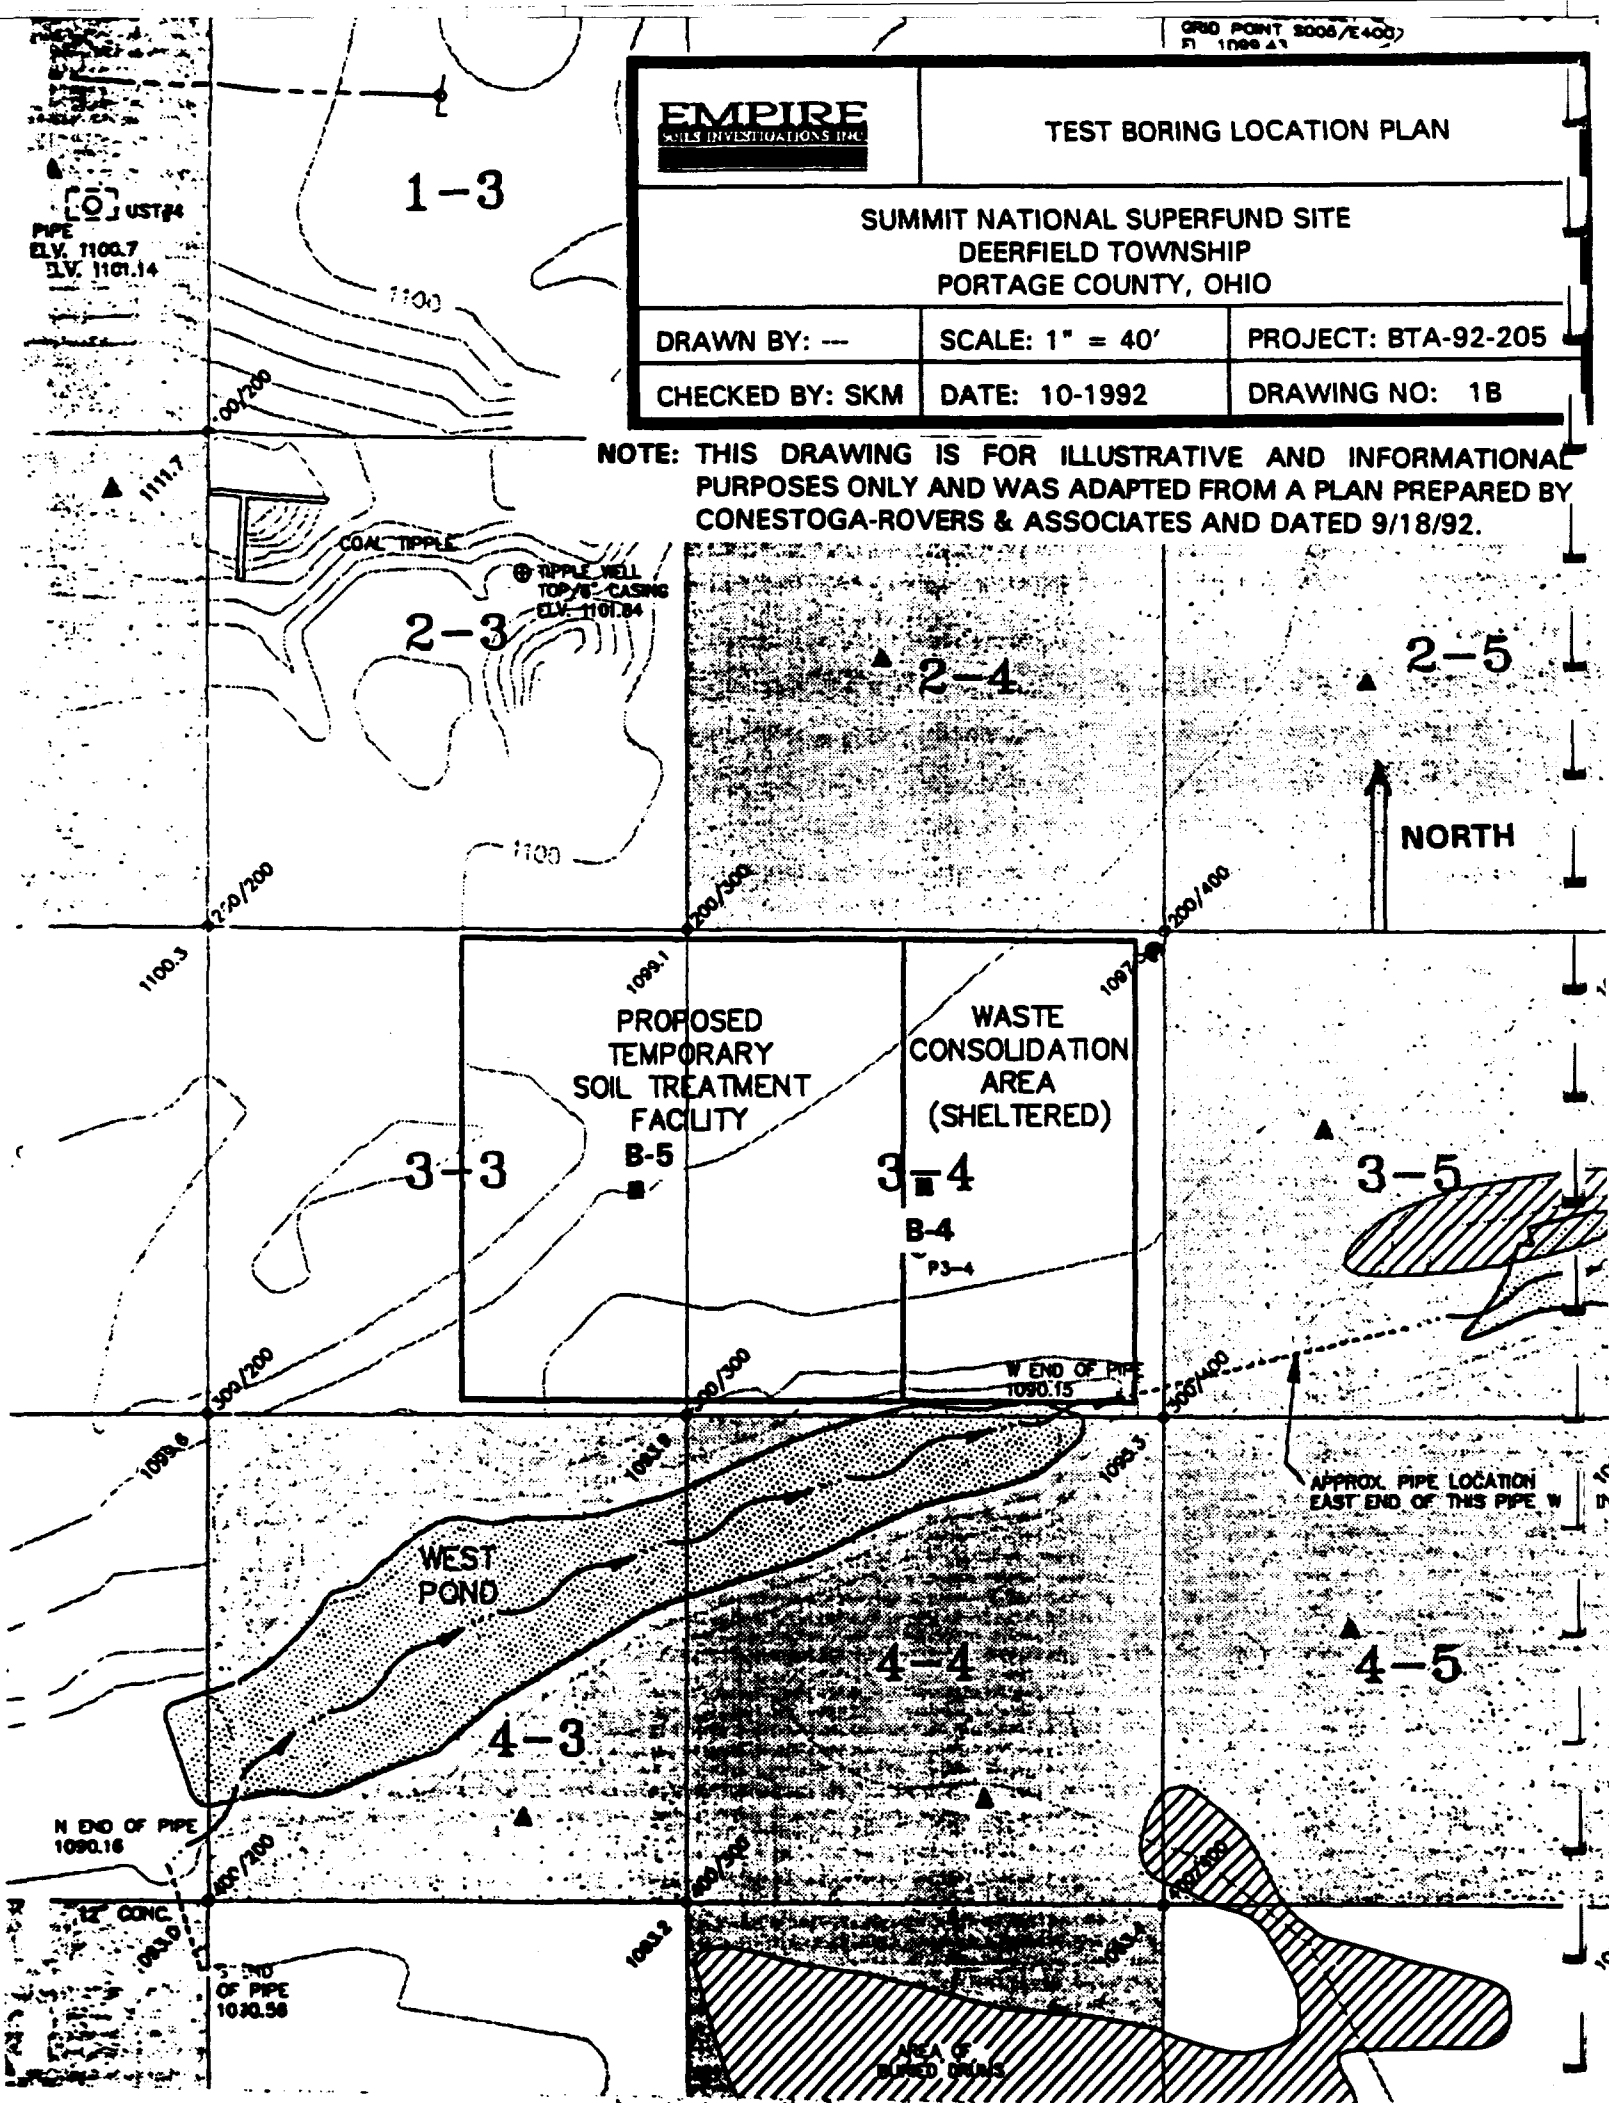 GRID POINT S005/E400
EMPIRE
SOILS INVESTIGATIONS INC
TEST BORING LOCATION PLAN
SUMMIT NATIONAL SUPERFUND SITE
DEERFIELD TOWNSHIP
PORTAGE COUNTY, OHIO
DRAWN BY: ---
SCALE: 1" = 40'
PROJECT: BTA-92-205
CHECKED BY: SKM
DATE: 10-1992
DRAWING NO: 1B
NOTE: THIS DRAWING IS FOR ILLUSTRATIVE AND INFORMATIONAL
PURPOSES ONLY AND WAS ADAPTED FROM A PLAN PREPARED BY
CONESTOGA-ROVERS & ASSOCIATES AND DATED 9/18/92.
1-3
UST#4
PIPE
ELV. 1100.7
ELV. 1101.14
1100
1111.7
COAL TIPPLE
TIPPLE WELL
TOP/6" CASING
ELV. 1101.84
2-3
2-4
2-5
NORTH
1100
200/300
200/400
1100.3
1099.1
PROPOSED
TEMPORARY
SOIL TREATMENT
FACILITY
B-5
WASTE
CONSOLIDATION
AREA
(SHELTERED)
3-3
3-4
B-4
P3-4
3-5
W END OF PIPE
1090.15
300/200
300/400
1095.3
APPROX. PIPE LOCATION
EAST END OF THIS PIPE W
WEST
POND
4-3
4-4
4-5
N END OF PIPE
1090.16
400/200
400/300
12" CONC.
OF PIPE
1093.2
AREA OF
BURIED DRUMS